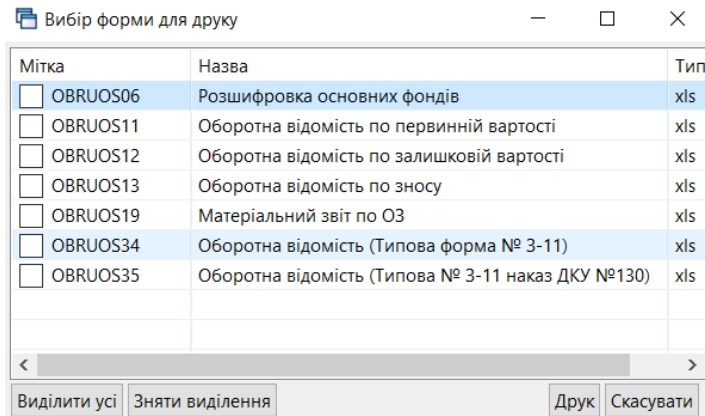 Вибір форми для друку
Мітка Назва Тип
OBRUOS06 Розшифровка основних фондів xls
OBRUOS11 Оборотна відомість по первинній вартості xls
OBRUOS12 Оборотна відомість по залишковій вартості xls
OBRUOS13 Оборотна відомість по зносу xls
OBRUOS19 Матеріальний звіт по ОЗ xls
OBRUOS34 Оборотна відомість (Типова форма № З-11) xls
OBRUOS35 Оборотна відомість (Типова № З-11 наказ ДКУ №130) xls
Виділити усі Зняти виділення Друк Скасувати